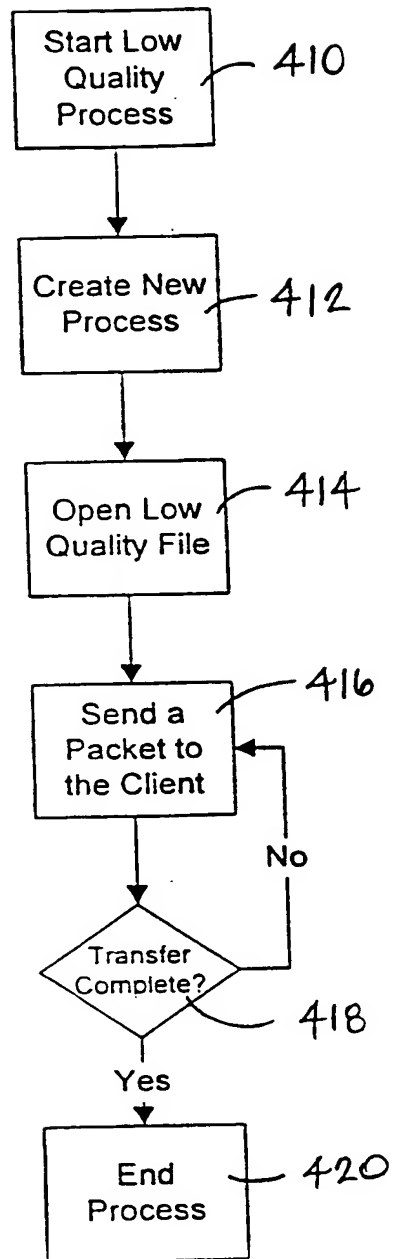 Start Low
Quality
Process
410
Create New
Process
412
Open Low
Quality File
414
416
Send a
Packet to
the Client
No
Transfer
Complete?
418
Yes
End
Process
420